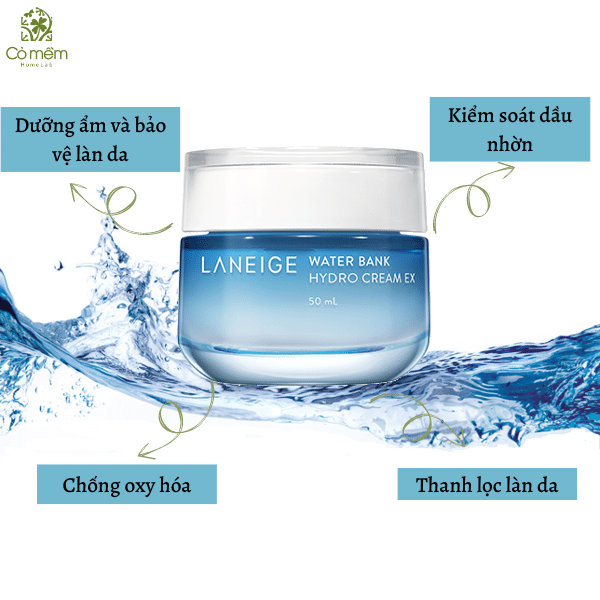 Cỏ mềm
HomeLab
Dưỡng ẩm và bảo
vệ làn da
Kiểm soát dầu
nhờn
LANEIGE
WATER BANK
HYDRO CREAM EX
50 mL
Chống oxy hóa
Thanh lọc làn da